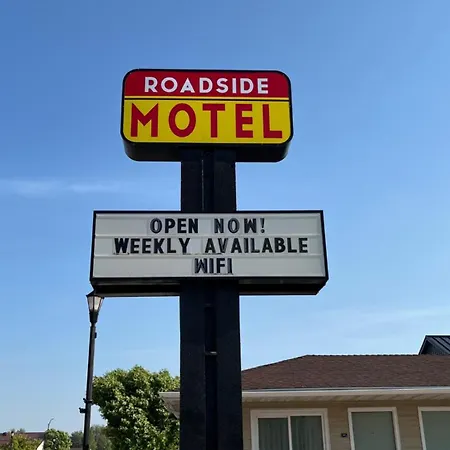 ROADSIDE
MOTEL
OPEN NOW!
WEEKLY AVAILABLE
WIFI